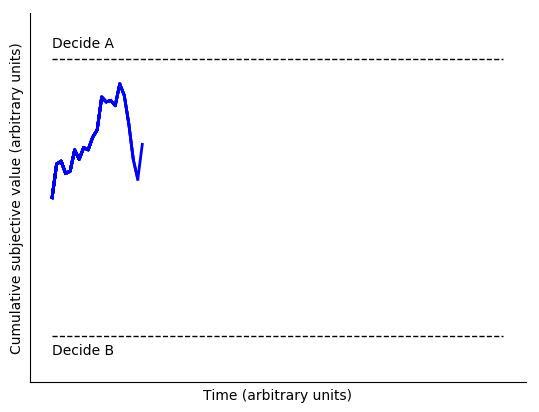 Decide A
Cumulative subjective value (arbitrary units)
Decide B
Time (arbitrary units)